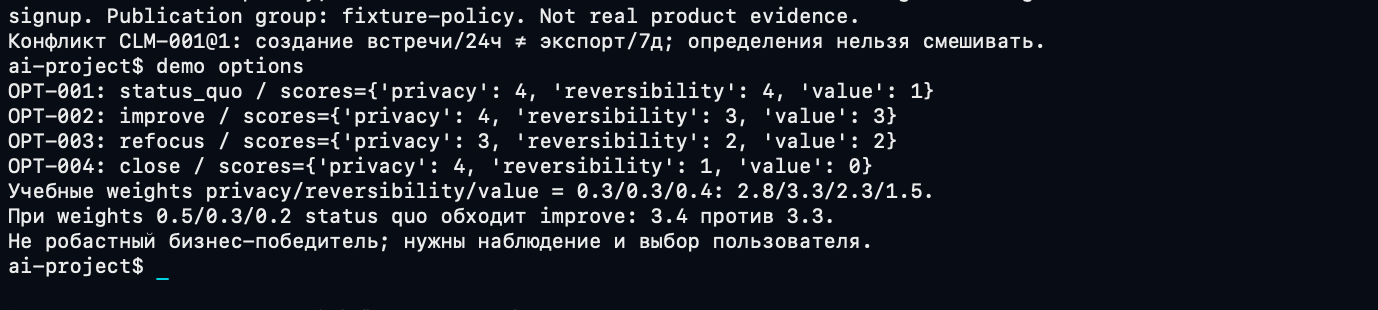 signup. Publication group: fixture-policy. Not real product evidence.
Конфликт CLM-001@1: создание встречи/24ч ≠ экспорт/7д; определения нельзя смешивать.
ai-project$ demo options
OPT-001: status_quo / scores={'privacy': 4, 'reversibility': 4, 'value': 1}
OPT-002: improve / scores={'privacy': 4, 'reversibility': 3, 'value': 3}
OPT-003: refocus / scores={'privacy': 3, 'reversibility': 2, 'value': 2}
OPT-004: close / scores={'privacy': 4, 'reversibility': 1, 'value': 0}
Учебные weights privacy/reversibility/value = 0.3/0.3/0.4: 2.8/3.3/2.3/1.5.
При weights 0.5/0.3/0.2 status quo обходит improve: 3.4 против 3.3.
Не робастный бизнес-победитель; нужны наблюдение и выбор пользователя.
ai-project$ _